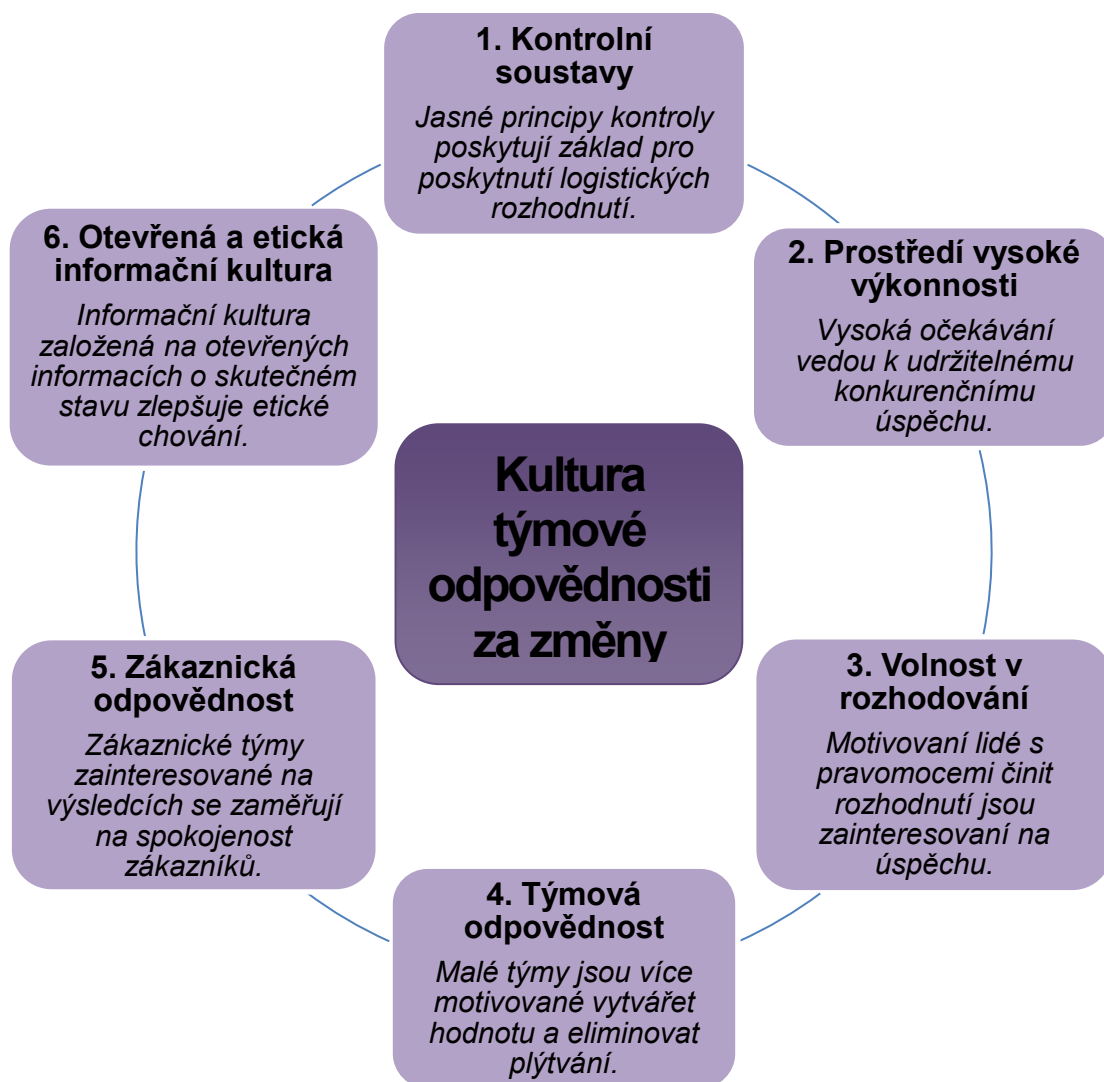 1. Kontrolní
soustavy
Jasné principy kontroly
poskytují základ pro
poskytnutí logistických
rozhodnutí.
2. Prostředí vysoké
výkonnosti
Vysoká očekávání
vedou k udržitelnému
konkurenčnímu
úspěchu.
3. Volnost v
rozhodování
Motivovaní lidé s
pravomocemi činit
rozhodnutí jsou
zainteresovaní na
úspěchu.
4. Týmová
odpovědnost
Malé týmy jsou více
motivované vytvářet
hodnotu a eliminovat
plýtvání.
5. Zákaznická
odpovědnost
Zákaznické týmy
zainteresované na
výsledcích se zaměřují
na spokojenost
zákazníků.
6. Otevřená a etická
informační kultura
Informační kultura
založená na otevřených
informacích o skutečném
stavu zlepšuje etické
chování.
Kultura
týmové
odpovědnosti
za změny